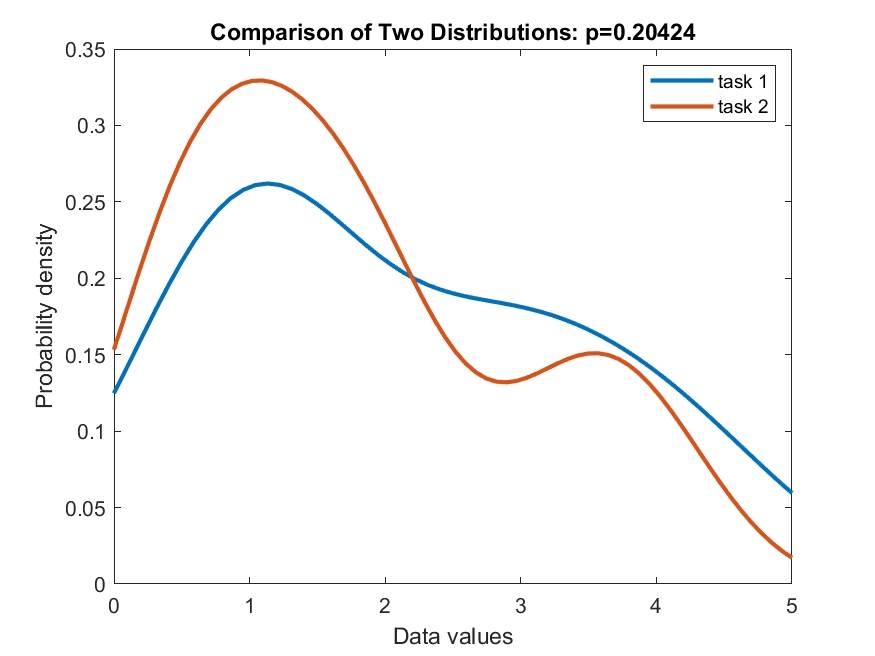 Comparison of Two Distributions: p=0.20424
0.35
0.3
0.25
0.2
0.15
0.1
0.05
0
Probability density
task 1
task 2
0 1 2 3 4 5
Data values